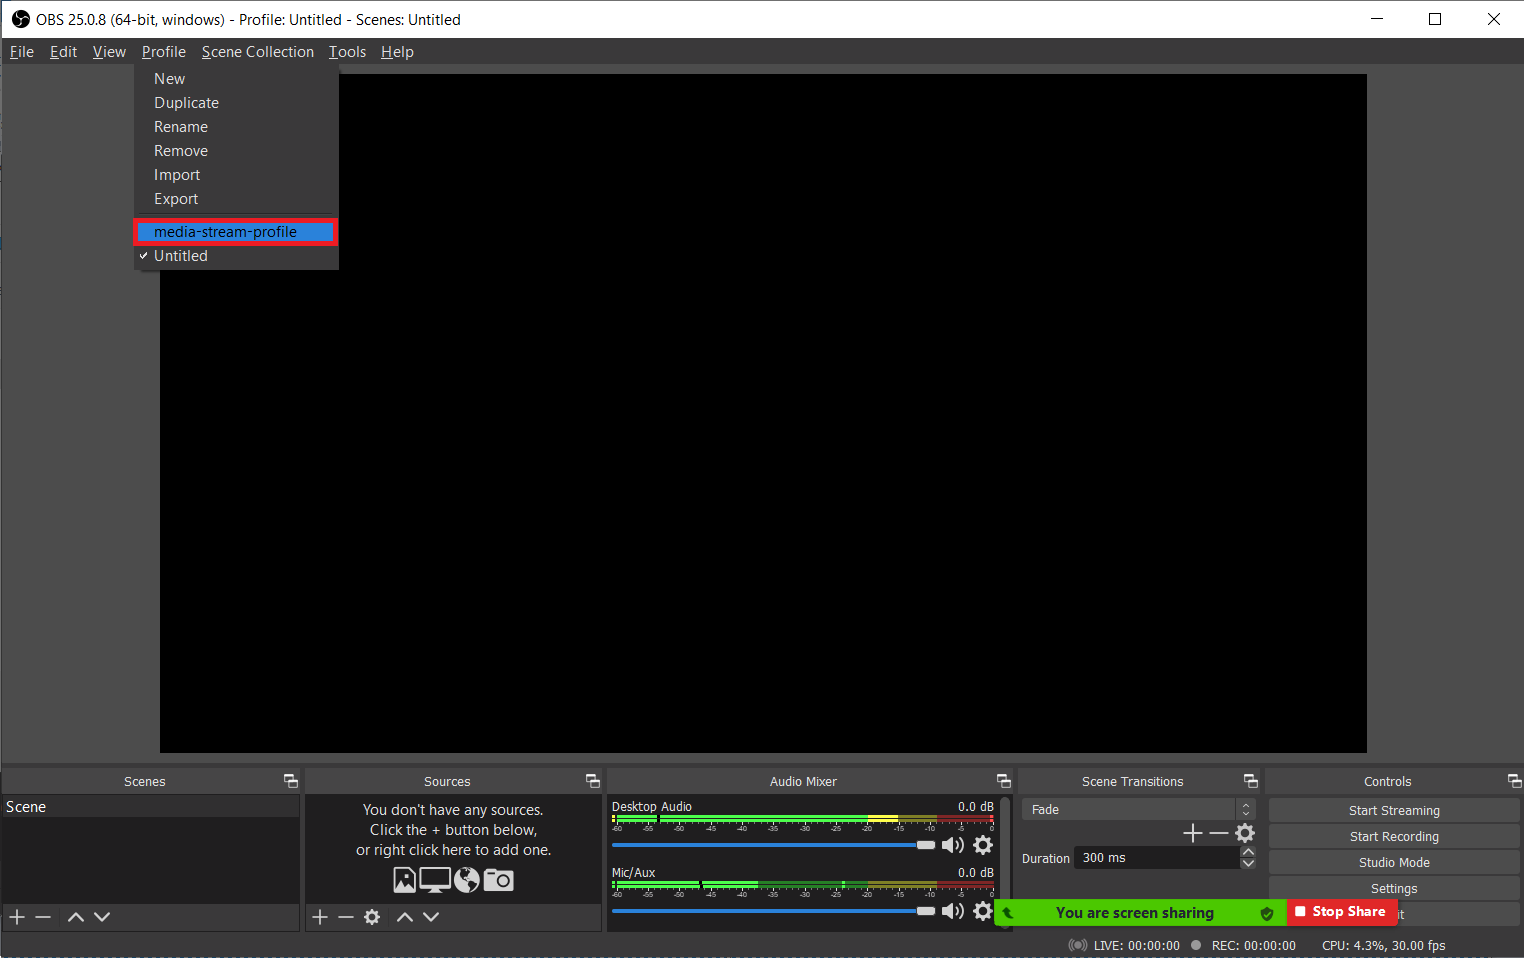 OBS 25.0.8 (64-bit, windows) - Profile: Untitled - Scenes: Untitled
File Edit View Profile Scene Collection Tools Help
New
Duplicate
Rename
Remove
Import
Export
media-stream-profile
Untitled
Scenes
Scene
Sources
You don't have any sources.
Click the + button below,
or right click here to add one.
Audio Mixer
Desktop Audio 0.0 dB
-60 -55 -50 -45 -40 -35 -30 -25 -20 -15 -10 -5 0
Mic/Aux 0.0 dB
-60 -55 -50 -45 -40 -35 -30 -25 -20 -15 -10 -5 0
Scene Transitions
Fade
Duration 300 ms
Controls
Start Streaming
Start Recording
Studio Mode
Settings
You are screen sharing Stop Share
LIVE: 00:00:00 REC: 00:00:00 CPU: 4.3%, 30.00 fps